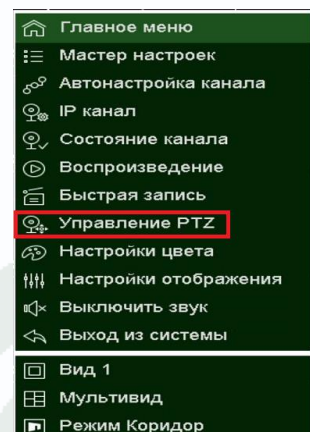 Главное меню
Мастер настроек
Автонастройка канала
IP канал
Состояние канала
Воспроизведение
Быстрая запись
Управление PTZ
Настройки цвета
Настройки отображения
Выключить звук
Выход из системы
Вид 1
Мультивид
Режим Коридор